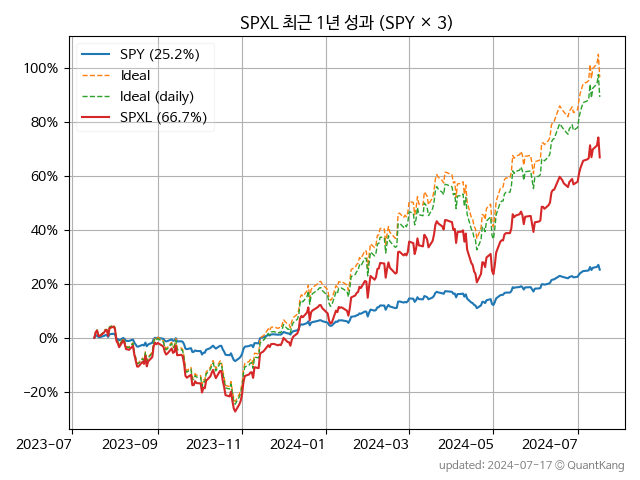 SPXL 최근 1년 성과 (SPY × 3)
SPY (25.2%)
Ideal
Ideal (daily)
SPXL (66.7%)
100%
80%
60%
40%
20%
0%
−20%
2023-07
2023-09
2023-11
2024-01
2024-03
2024-05
2024-07
updated: 2024-07-17 © QuantKang